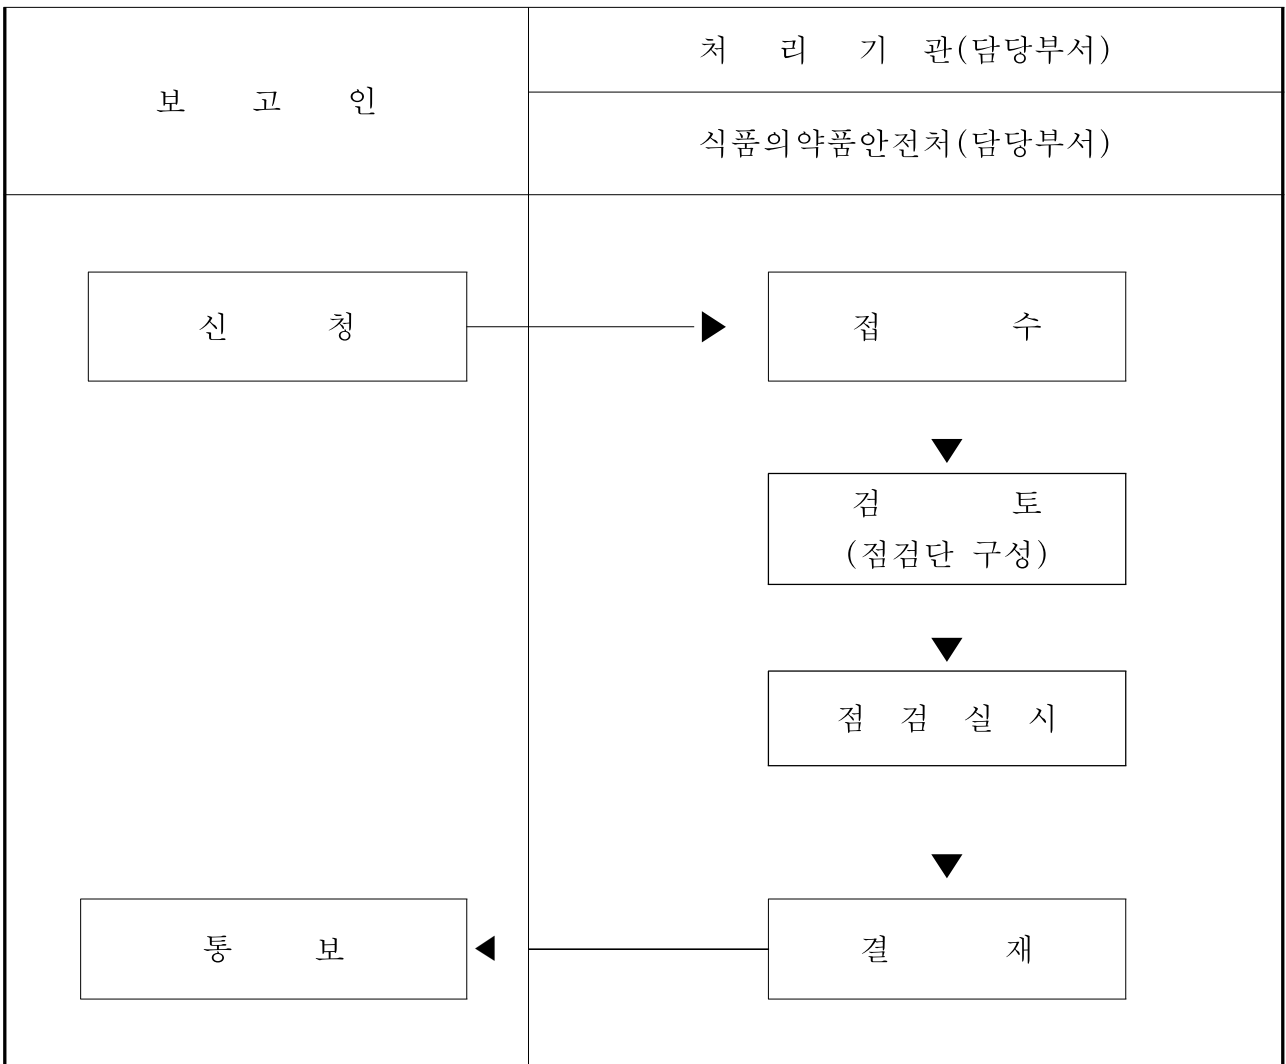 보 고 인
처 리 기 관(담당부서)
식품의약품안전처(담당부서)
신 청
접 수
검 토
(점검단 구성)
점 검 실 시
통 보
결 재